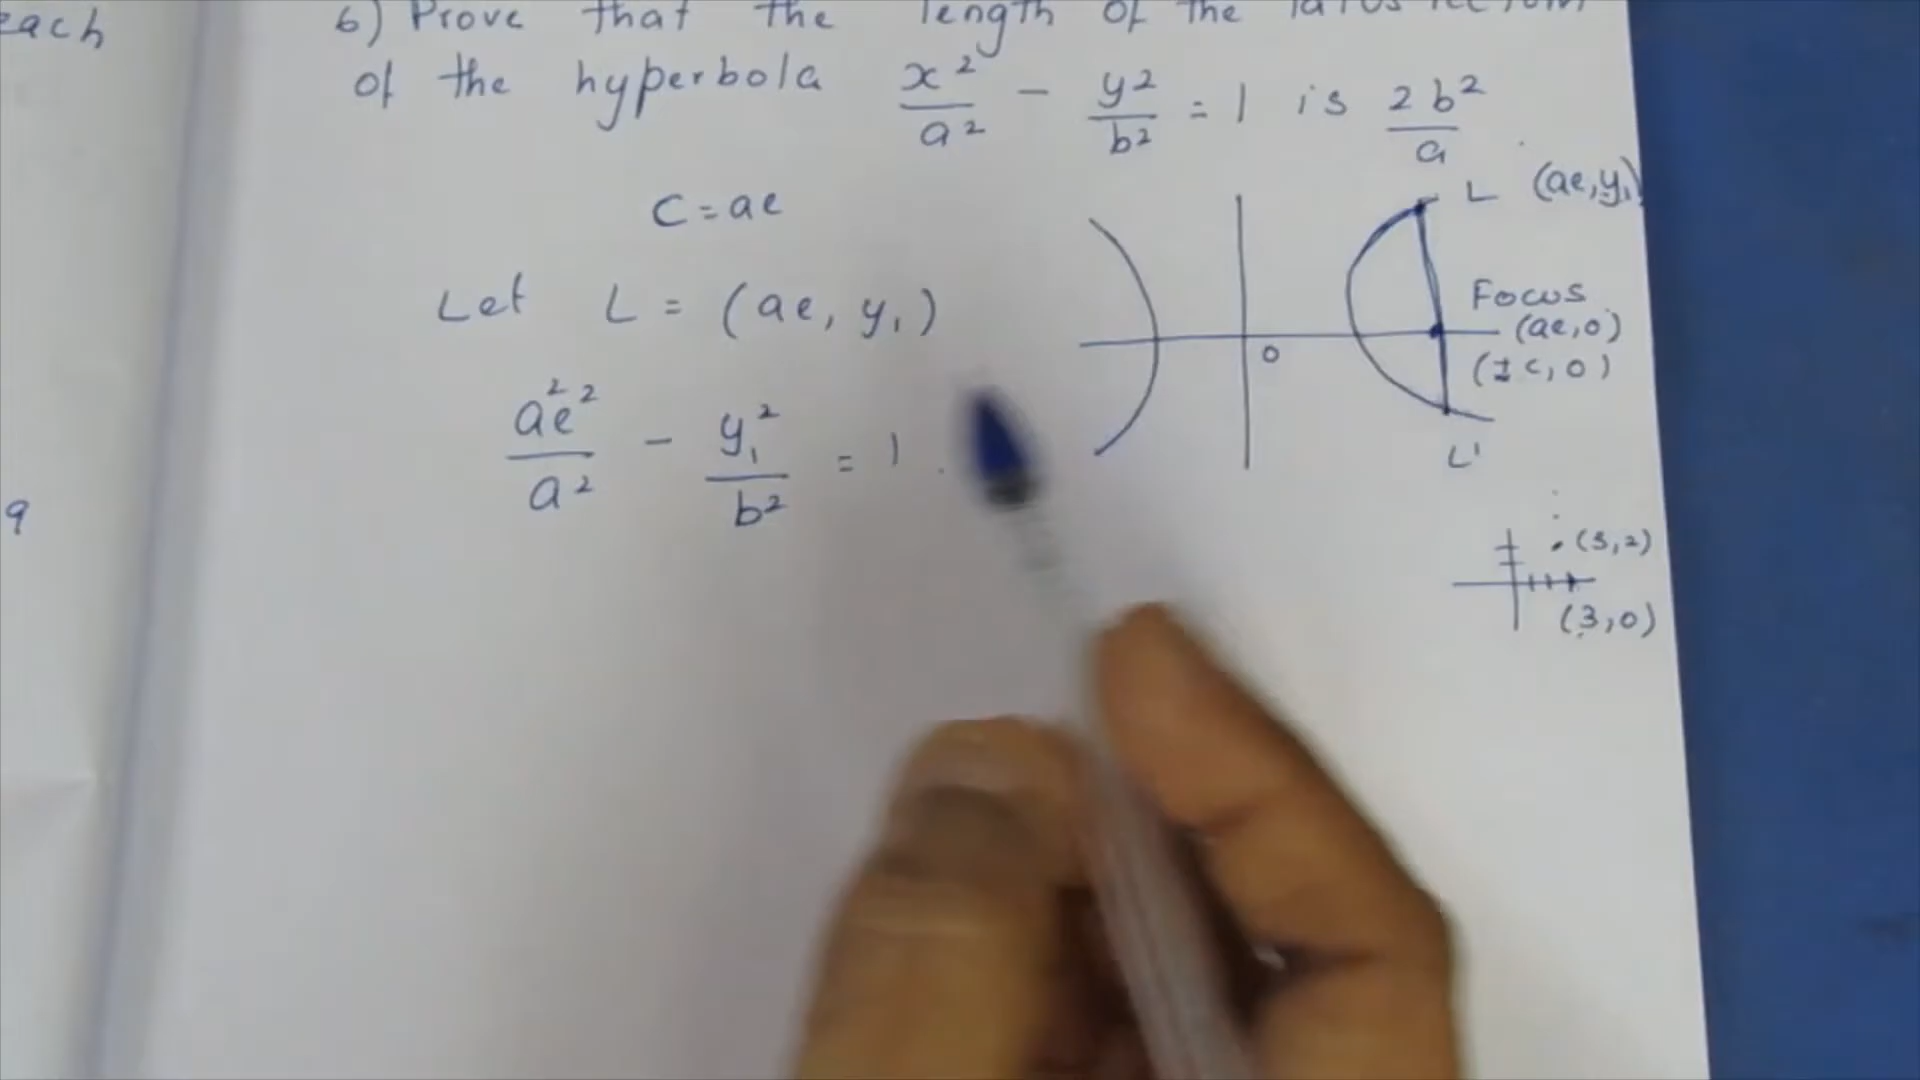 each
9
6) Prove that the length of the latus rectum
of the hyperbola x²/a² - y²/b² = 1 is 2b²/a
C = ae
Let L = (ae, y₁)
a²e²/a² - y₁²/b² = 1.
L (ae, y₁)
Focus
(ae, 0)
(± c, 0)
O
L'
(3,2)
(3,0)